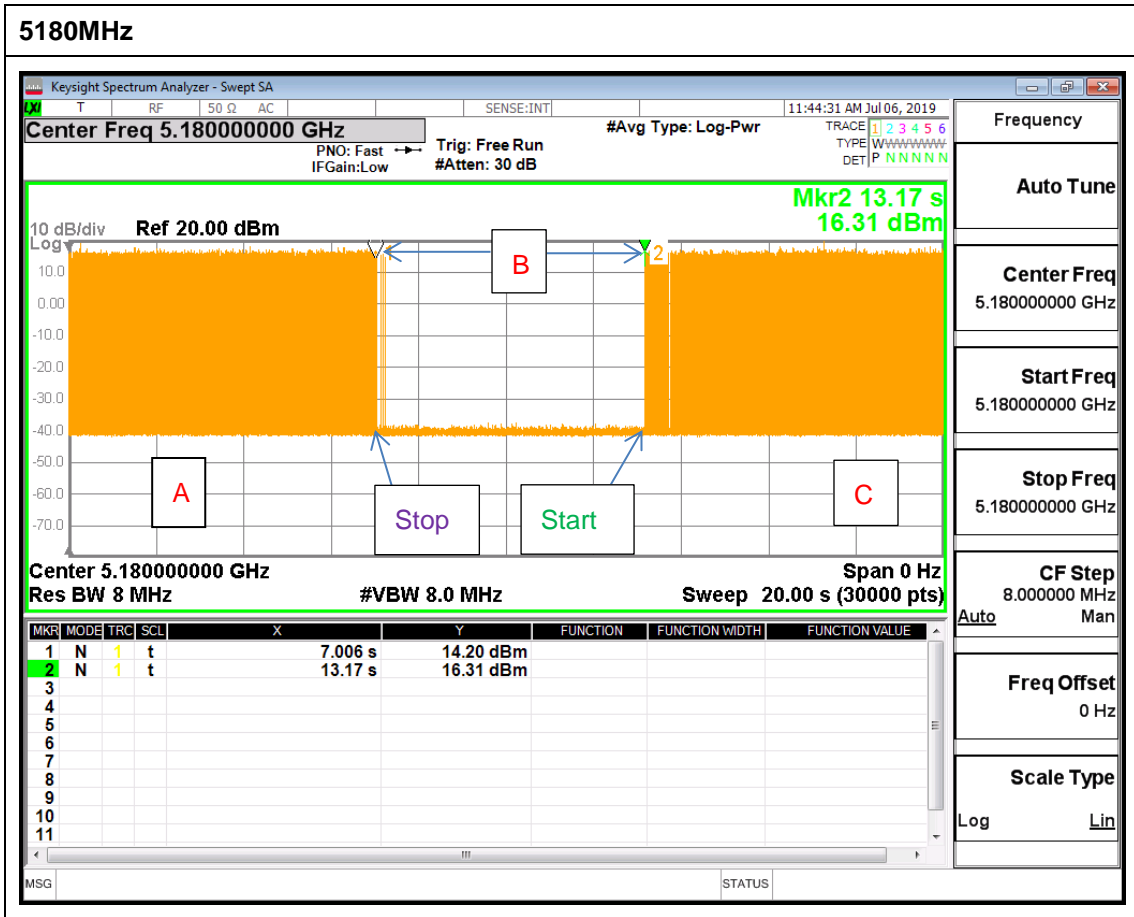 5180MHz
Keysight Spectrum Analyzer - Swept SA
LXI T RF 50 Ω AC SENSE:INT 11:44:31 AM Jul 06, 2019
Center Freq 5.180000000 GHz
PNO: Fast
IFGain:Low
Trig: Free Run
#Atten: 30 dB
#Avg Type: Log-Pwr
TRACE 1 2 3 4 5 6
TYPE WWWWWW
DET P N N N N N
Mkr2 13.17 s
16.31 dBm
10 dB/div Ref 20.00 dBm
Log
10.0
0.00
-10.0
-20.0
-30.0
-40.0
-50.0
-60.0
-70.0
1
2
A
B
C
Stop
Start
Center 5.180000000 GHz Span 0 Hz
Res BW 8 MHz #VBW 8.0 MHz Sweep 20.00 s (30000 pts)
MKR MODE TRC SCL X Y FUNCTION FUNCTION WIDTH FUNCTION VALUE
1 N 1 t 7.006 s 14.20 dBm
2 N 1 t 13.17 s 16.31 dBm
3
4
5
6
7
8
9
10
11
MSG STATUS
Frequency
Auto Tune
Center Freq
5.180000000 GHz
Start Freq
5.180000000 GHz
Stop Freq
5.180000000 GHz
CF Step
8.000000 MHz
Auto Man
Freq Offset
0 Hz
Scale Type
Log Lin